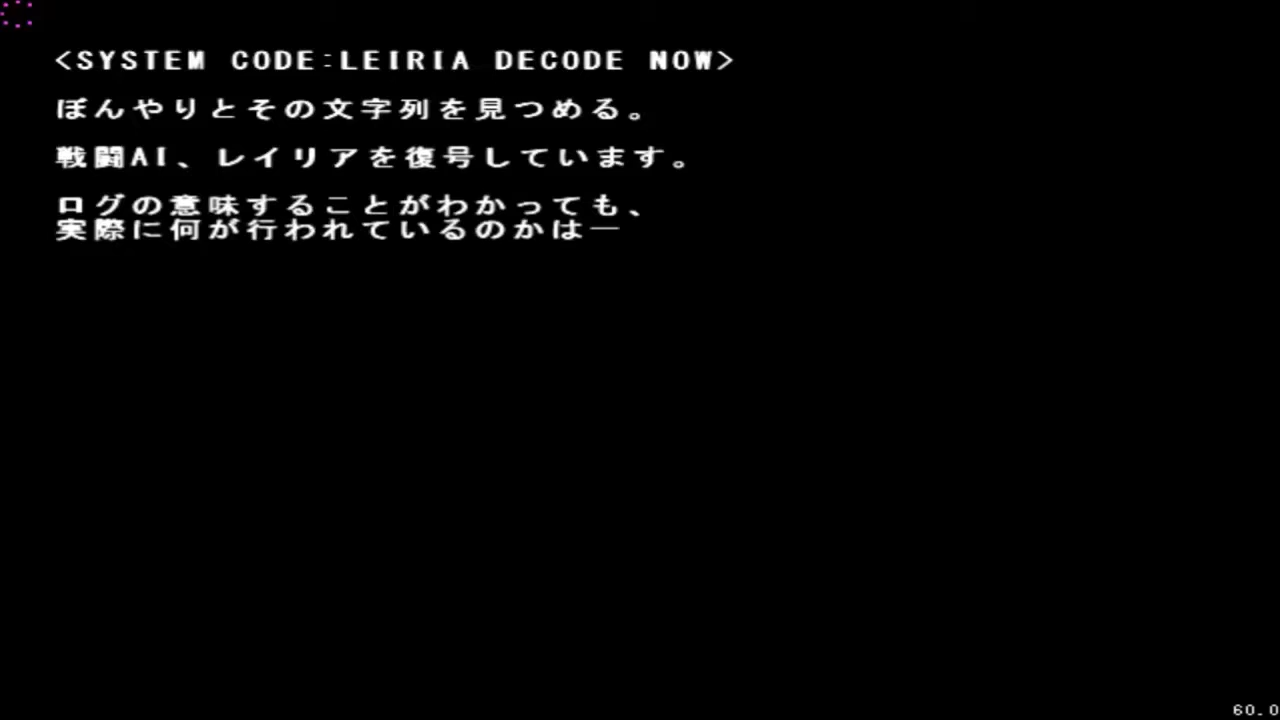 <SYSTEM CODE:LEIRIA DECODE NOW>
ぼんやりとその文字列を見つめる。
戦闘AI、レイリアを復号しています。
ログの意味することがわかっても、
実際に何が行われているのかは―
60.0